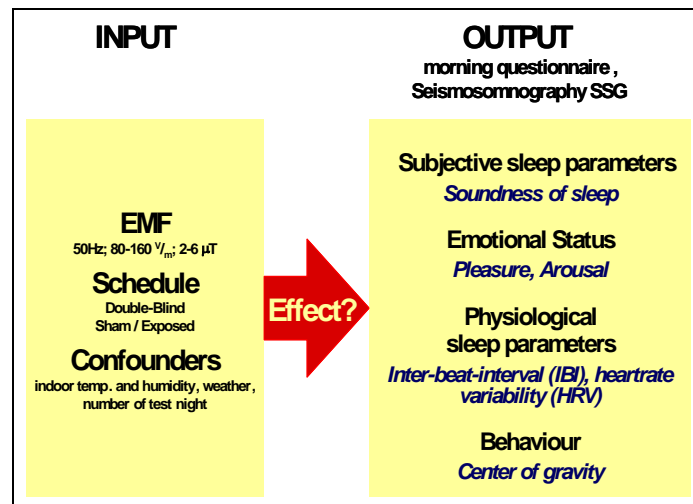 INPUT
EMF
50Hz; 80-160 V/m; 2-6 µT
Schedule
Double-Blind
Sham / Exposed
Confounders
indoor temp. and humidity, weather,
number of test night
Effect?
OUTPUT
morning questionnaire ,
Seismosomnography SSG
Subjective sleep parameters
Soundness of sleep
Emotional Status
Pleasure, Arousal
Physiological
sleep parameters
Inter-beat-interval (IBI), heartrate
variability (HRV)
Behaviour
Center of gravity